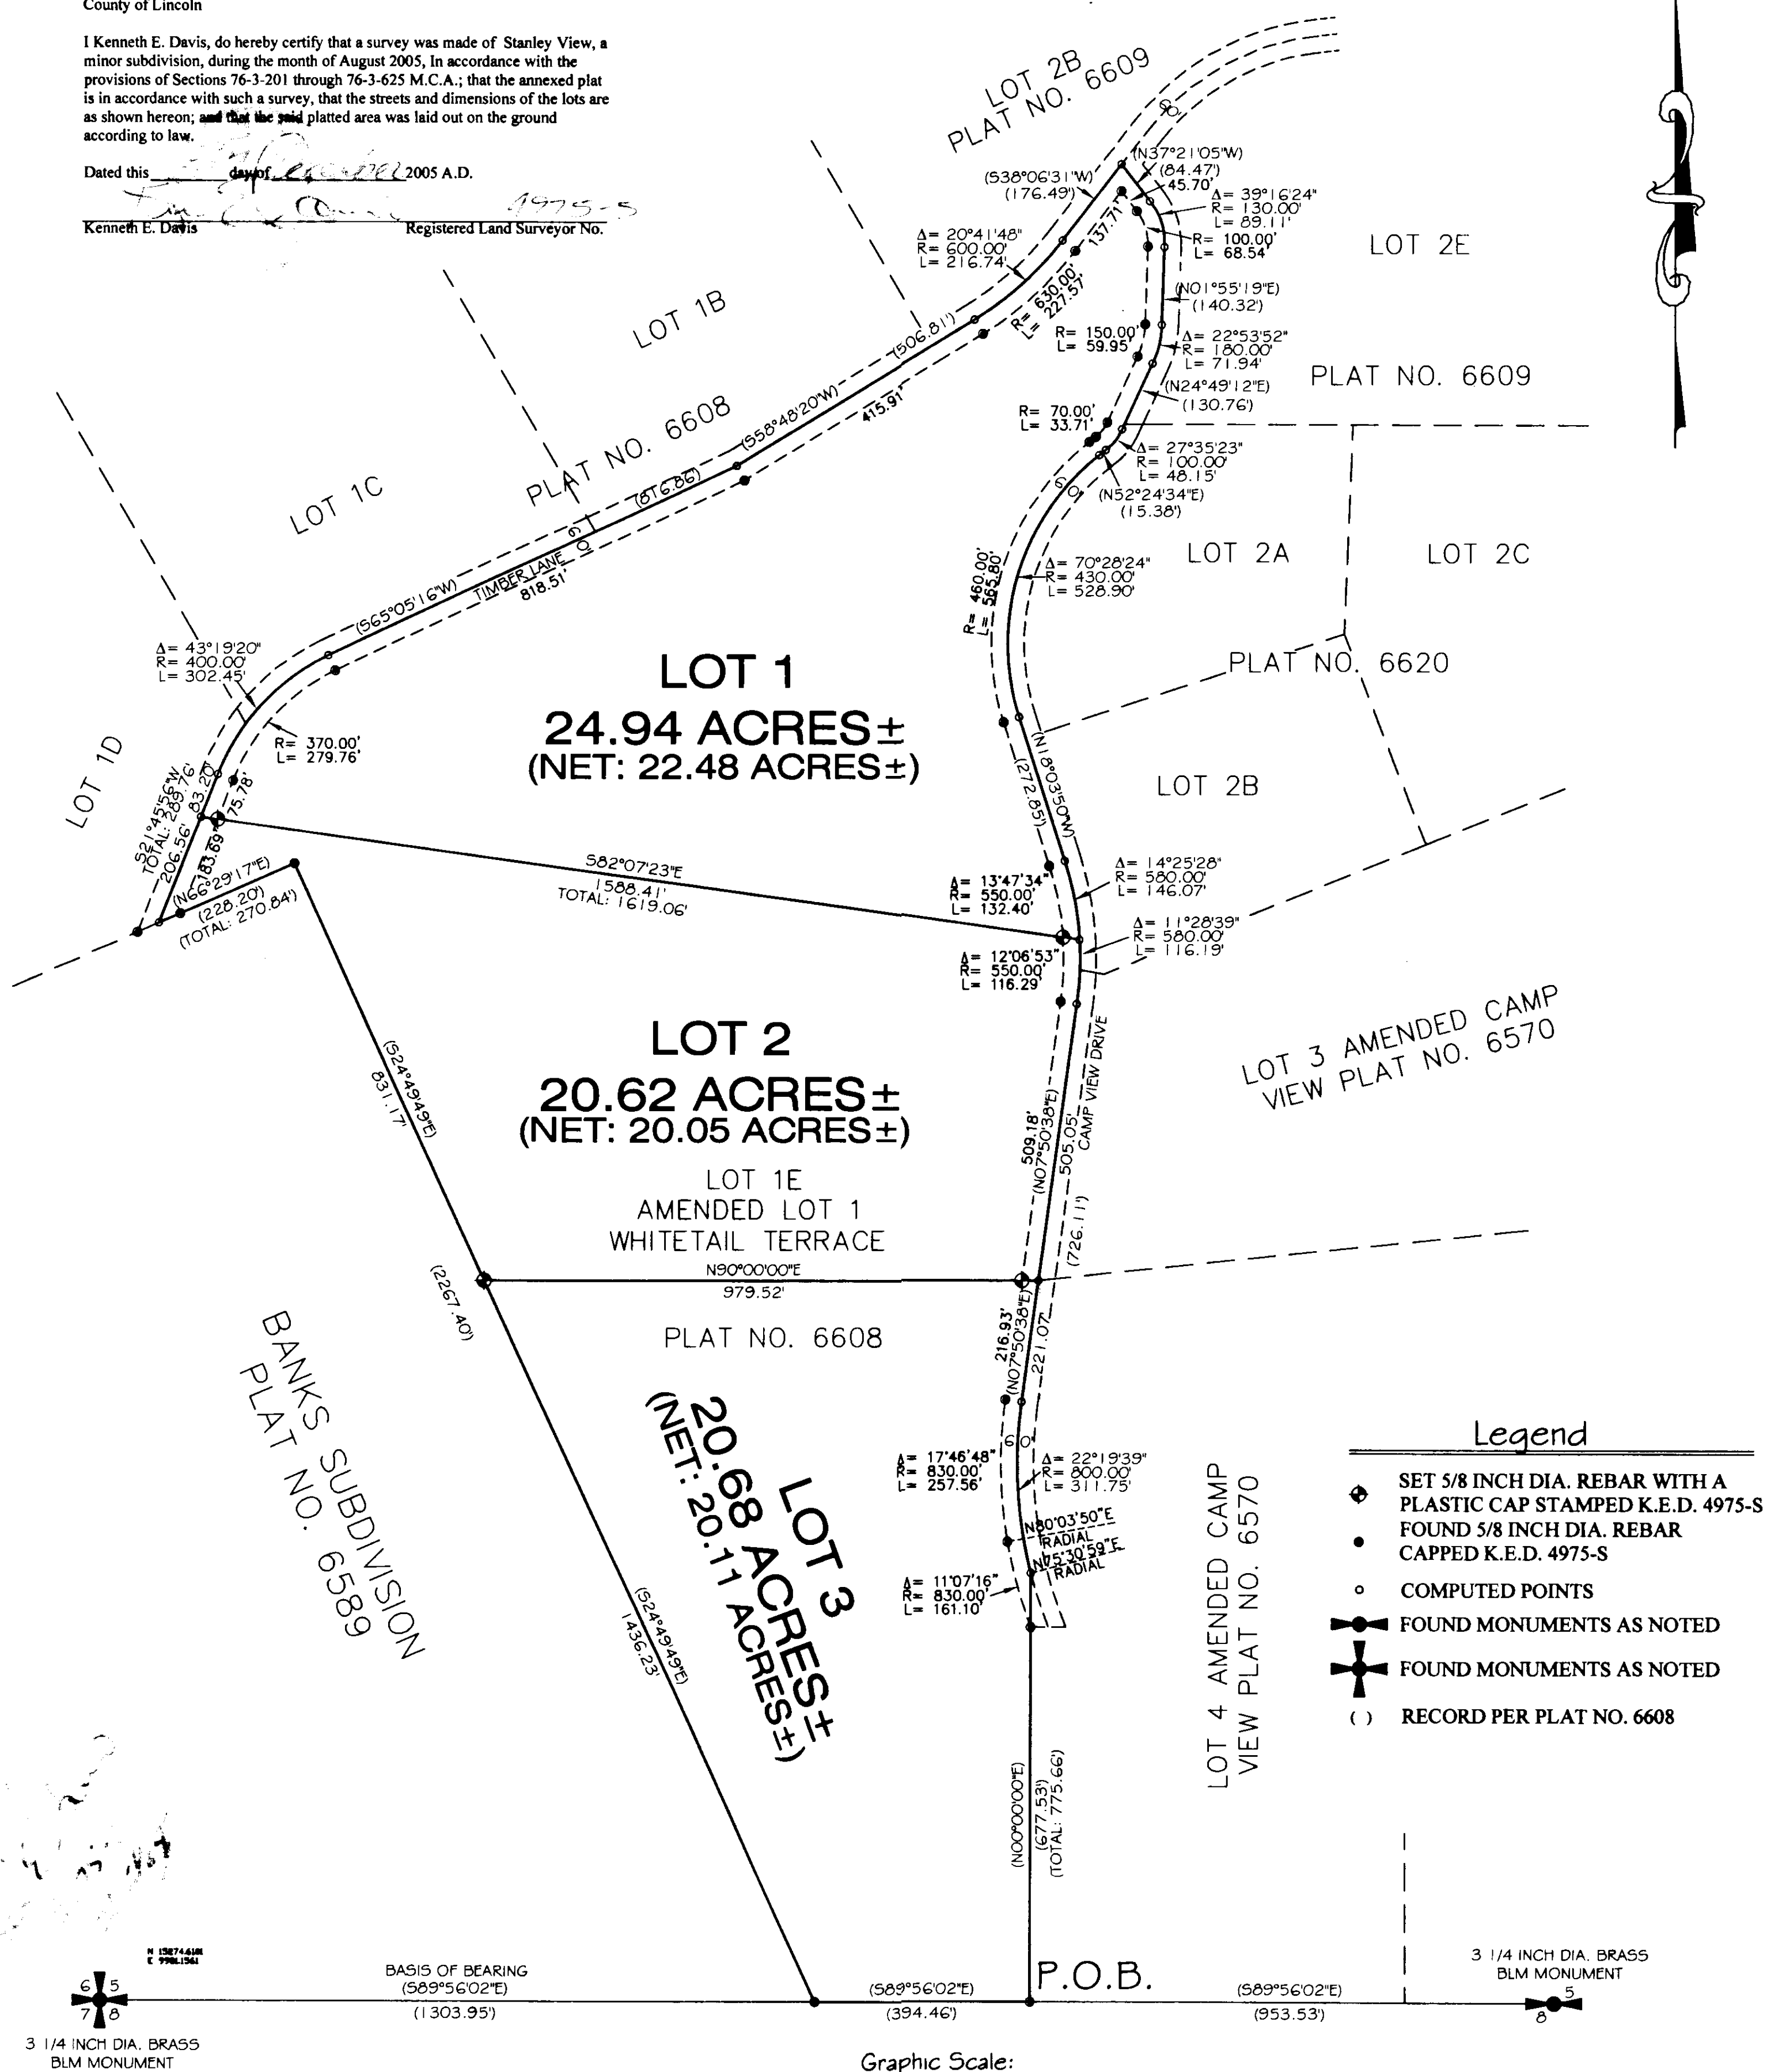 County of Lincoln
I Kenneth E. Davis, do hereby certify that a survey was made of Stanley View, a
minor subdivision, during the month of August 2005, In accordance with the
provisions of Sections 76-3-201 through 76-3-625 M.C.A.; that the annexed plat
is in accordance with such a survey, that the streets and dimensions of the lots are
as shown hereon; and that the said platted area was laid out on the ground
according to law.
Dated this day of 2005 A.D.
4975-S
Kenneth E. Davis Registered Land Surveyor No.
LOT 2B
PLAT NO. 6609
60'
(N37°21'05"W)
(84.47')
45.70'
(S38°06'31"W)
(176.49')
137.71'
Δ= 39°16'24"
R= 130.00'
L= 89.11'
R= 100.00'
L= 68.54'
LOT 2E
Δ= 20°41'48"
R= 600.00'
L= 216.74'
R= 630.00'
L= 227.57'
(N01°55'19"E)
(140.32')
R= 150.00'
L= 59.95'
Δ= 22°53'52"
R= 180.00'
L= 71.94'
PLAT NO. 6609
(N24°49'12"E)
(130.76')
R= 70.00'
L= 33.71'
Δ= 27°35'23"
R= 100.00'
L= 48.15'
(N52°24'34"E)
(15.38')
60'
LOT 1B
(506.81')
(S58°48'20"W)
415.91'
PLAT NO. 6608
LOT 1C
(816.86')
60'
(S65°05'16"W)
TIMBER LANE
818.51'
LOT 2A
LOT 2C
Δ= 70°28'24"
R= 430.00'
L= 528.90'
R= 460.00'
L= 565.80'
PLAT NO. 6620
Δ= 43°19'20"
R= 400.00'
L= 302.45'
R= 370.00'
L= 279.76'
LOT 1D
LOT 1
24.94 ACRES±
(NET: 22.48 ACRES±)
(N18°03'50"W)
(272.85')
LOT 2B
S21°45'56"W
TOTAL: 289.76'
83.20'
75.78'
206.56'
183.69'
(N66°29'17"E)
(228.20')
(TOTAL: 270.84')
S82°07'23"E
1588.41'
TOTAL: 1619.06'
Δ= 13°47'34"
R= 550.00'
L= 132.40'
Δ= 14°25'28"
R= 580.00'
L= 146.07'
Δ= 11°28'39"
R= 580.00'
L= 116.19'
Δ= 12°06'53"
R= 550.00'
L= 116.29'
LOT 3 AMENDED CAMP
VIEW PLAT NO. 6570
LOT 2
20.62 ACRES±
(NET: 20.05 ACRES±)
(S24°49'49"E)
831.17'
509.18'
(N07°50'38"E)
505.05'
CAMP VIEW DRIVE
(726.11')
LOT 1E
AMENDED LOT 1
WHITETAIL TERRACE
N90°00'00"E
979.52'
PLAT NO. 6608
(2267.40')
BANKS SUBDIVISION
PLAT NO. 6589
216.93'
(N07°50'38"E)
221.07'
60'
LOT 3
20.68 ACRES±
(NET: 20.11 ACRES±)
(S24°49'49"E)
1436.23'
Δ= 17°46'48"
R= 830.00'
L= 257.56'
Δ= 22°19'39"
R= 800.00'
L= 311.75'
N80°03'50"E
RADIAL
N75°30'59"E
RADIAL
Δ= 11°07'16"
R= 830.00'
L= 161.10'
LOT 4 AMENDED CAMP
VIEW PLAT NO. 6570
Legend
SET 5/8 INCH DIA. REBAR WITH A
PLASTIC CAP STAMPED K.E.D. 4975-S
FOUND 5/8 INCH DIA. REBAR
CAPPED K.E.D. 4975-S
COMPUTED POINTS
FOUND MONUMENTS AS NOTED
FOUND MONUMENTS AS NOTED
( ) RECORD PER PLAT NO. 6608
(N00°00'00"E)
(677.53')
(TOTAL: 775.66')
BASIS OF BEARING
(S89°56'02"E)
(1303.95')
(S89°56'02"E)
(394.46')
P.O.B.
(S89°56'02"E)
(953.53')
3 1/4 INCH DIA. BRASS
BLM MONUMENT
5
8
6 5
7 8
3 1/4 INCH DIA. BRASS
BLM MONUMENT
Graphic Scale: